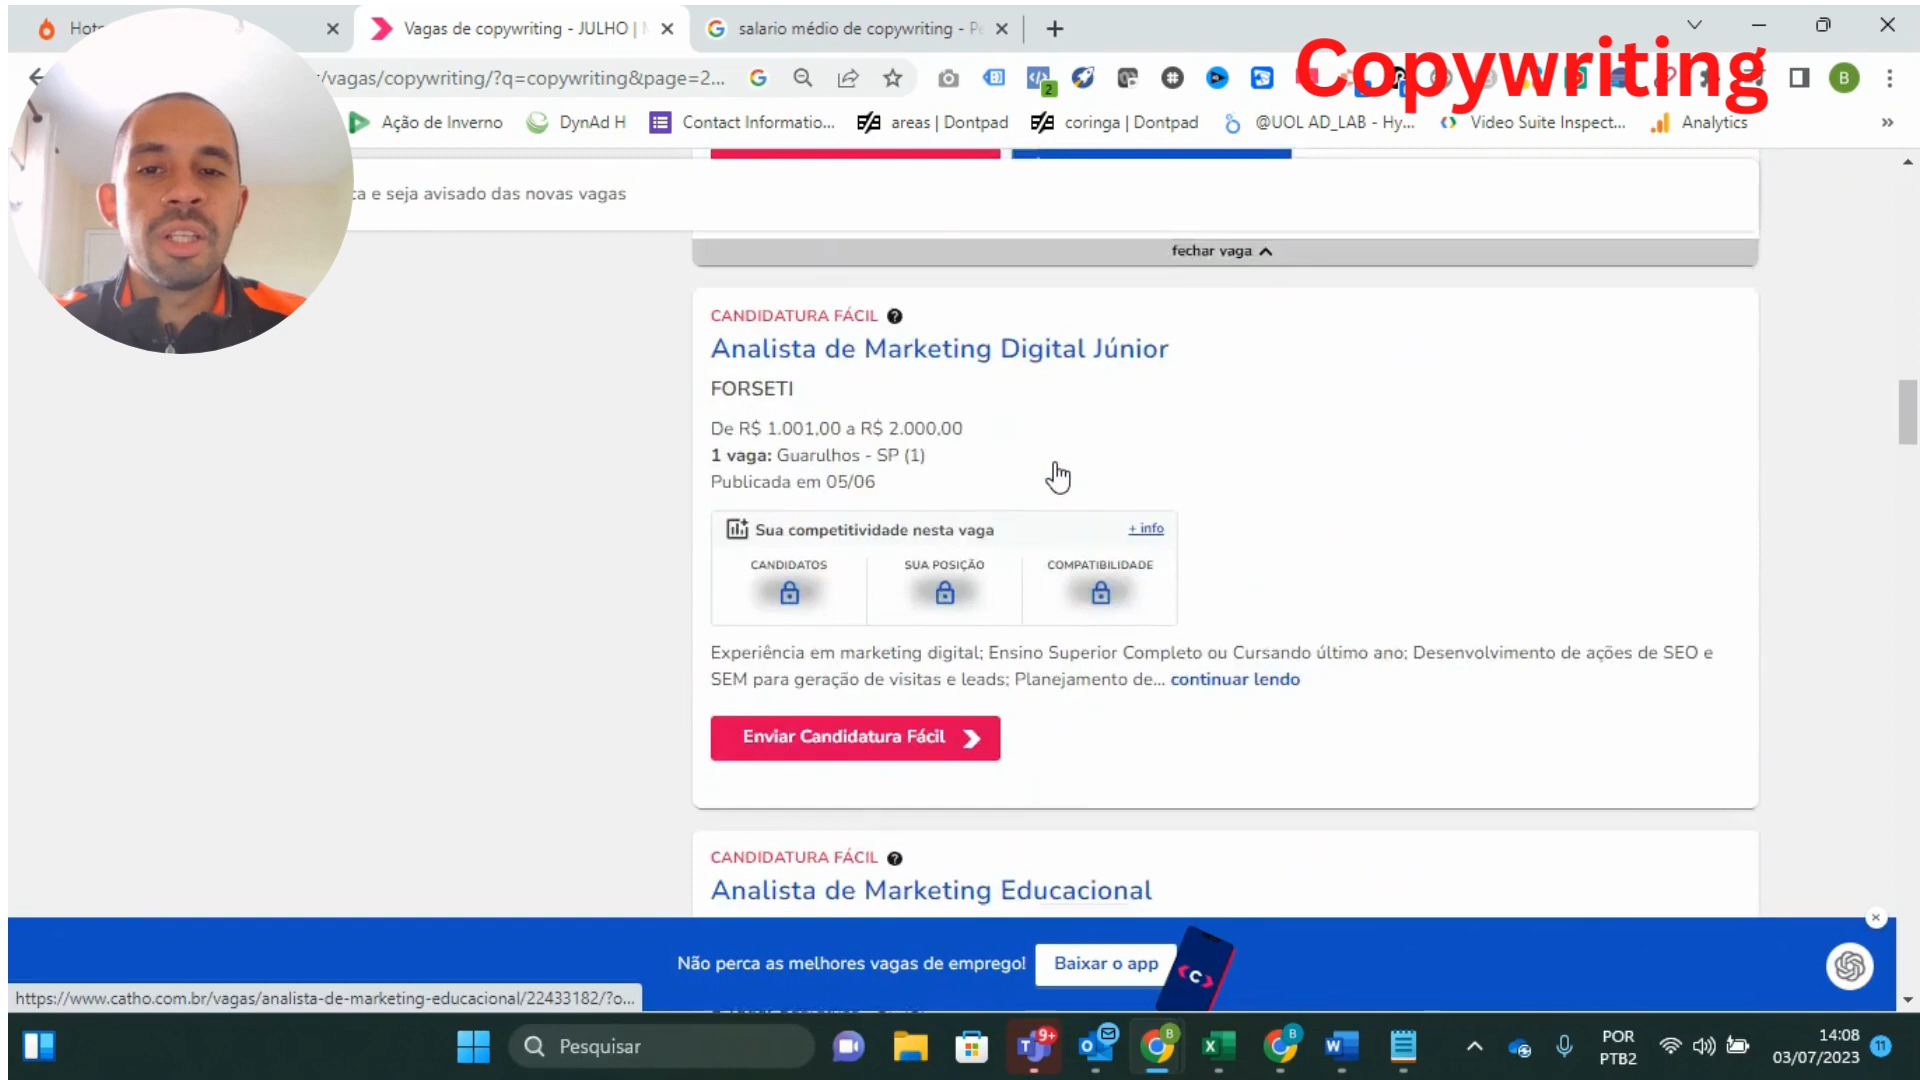 Vagas de copywriting - JULHO |
salario médio de copywriting - Pe
Copywriting
/vagas/copywriting/?q=copywriting&page=2...
2
B
Ação de Inverno
DynAd H
Contact Informatio...
areas | Dontpad
coringa | Dontpad
@UOL AD_LAB - Hy...
Video Suite Inspect...
Analytics
»
e seja avisado das novas vagas
fechar vaga
CANDIDATURA FÁCIL ?
Analista de Marketing Digital Júnior
FORSETI
De R$ 1.001,00 a R$ 2.000,00
1 vaga: Guarulhos - SP (1)
Publicada em 05/06
Sua competitividade nesta vaga
+ info
CANDIDATOS
SUA POSIÇÃO
COMPATIBILIDADE
Experiência em marketing digital; Ensino Superior Completo ou Cursando último ano; Desenvolvimento de ações de SEO e
SEM para geração de visitas e leads; Planejamento de... continuar lendo
Enviar Candidatura Fácil
CANDIDATURA FÁCIL ?
Analista de Marketing Educacional
Não perca as melhores vagas de emprego!
Baixar o app
https://www.catho.com.br/vagas/analista-de-marketing-educacional/22433182/?o...
Pesquisar
9+
POR
PTB2
14:08
03/07/2023
11